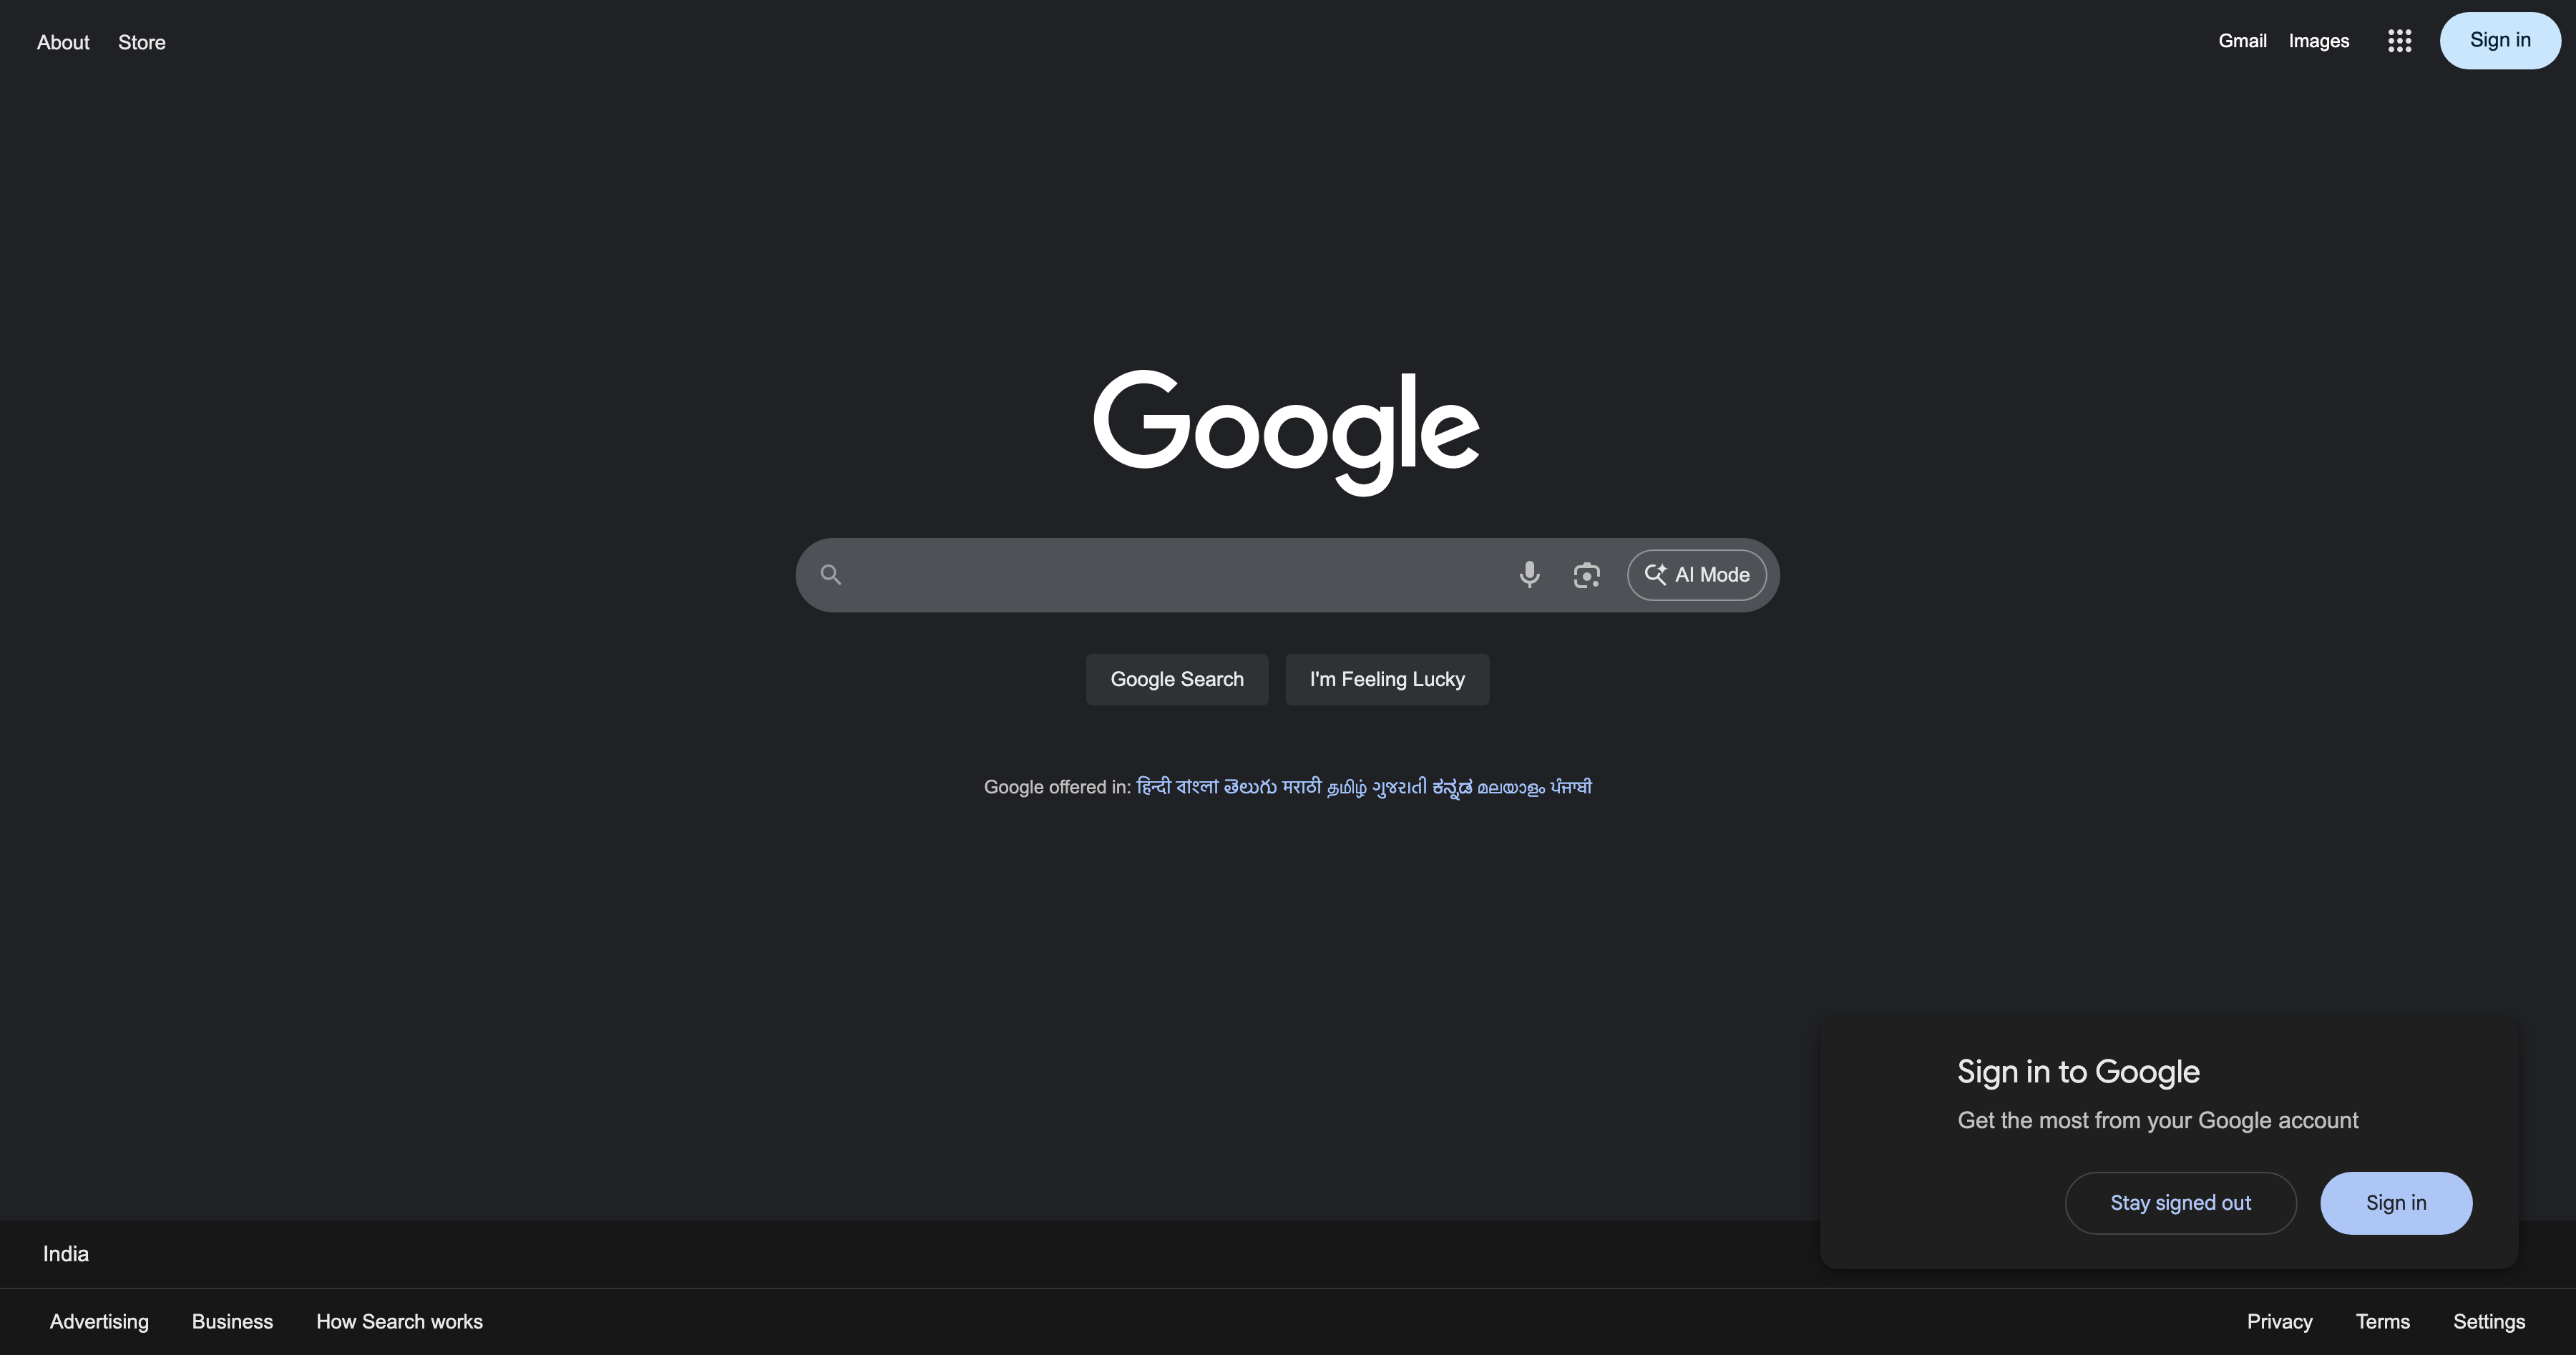 About Store Gmail Images Sign in
Google
AI Mode
Google Search I'm Feeling Lucky
Google offered in: हिन्दी বাংলা తెలుగు मराठी தமிழ் ગુજરાતી ಕನ್ನಡ മലയാളം ਪੰਜਾਬੀ
Sign in to Google
Get the most from your Google account
Stay signed out Sign in
India
Advertising Business How Search works Privacy Terms Settings